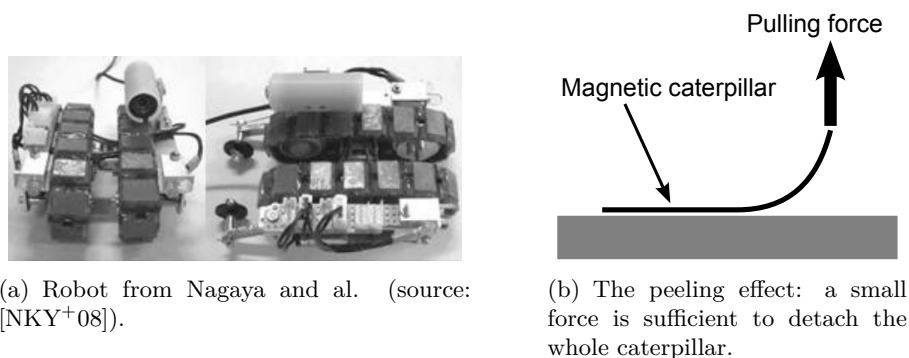 Pulling force
Magnetic caterpillar
(a) Robot from Nagaya and al. (source:
[NKY+08]).
(b) The peeling effect: a small
force is sufficient to detach the
whole caterpillar.